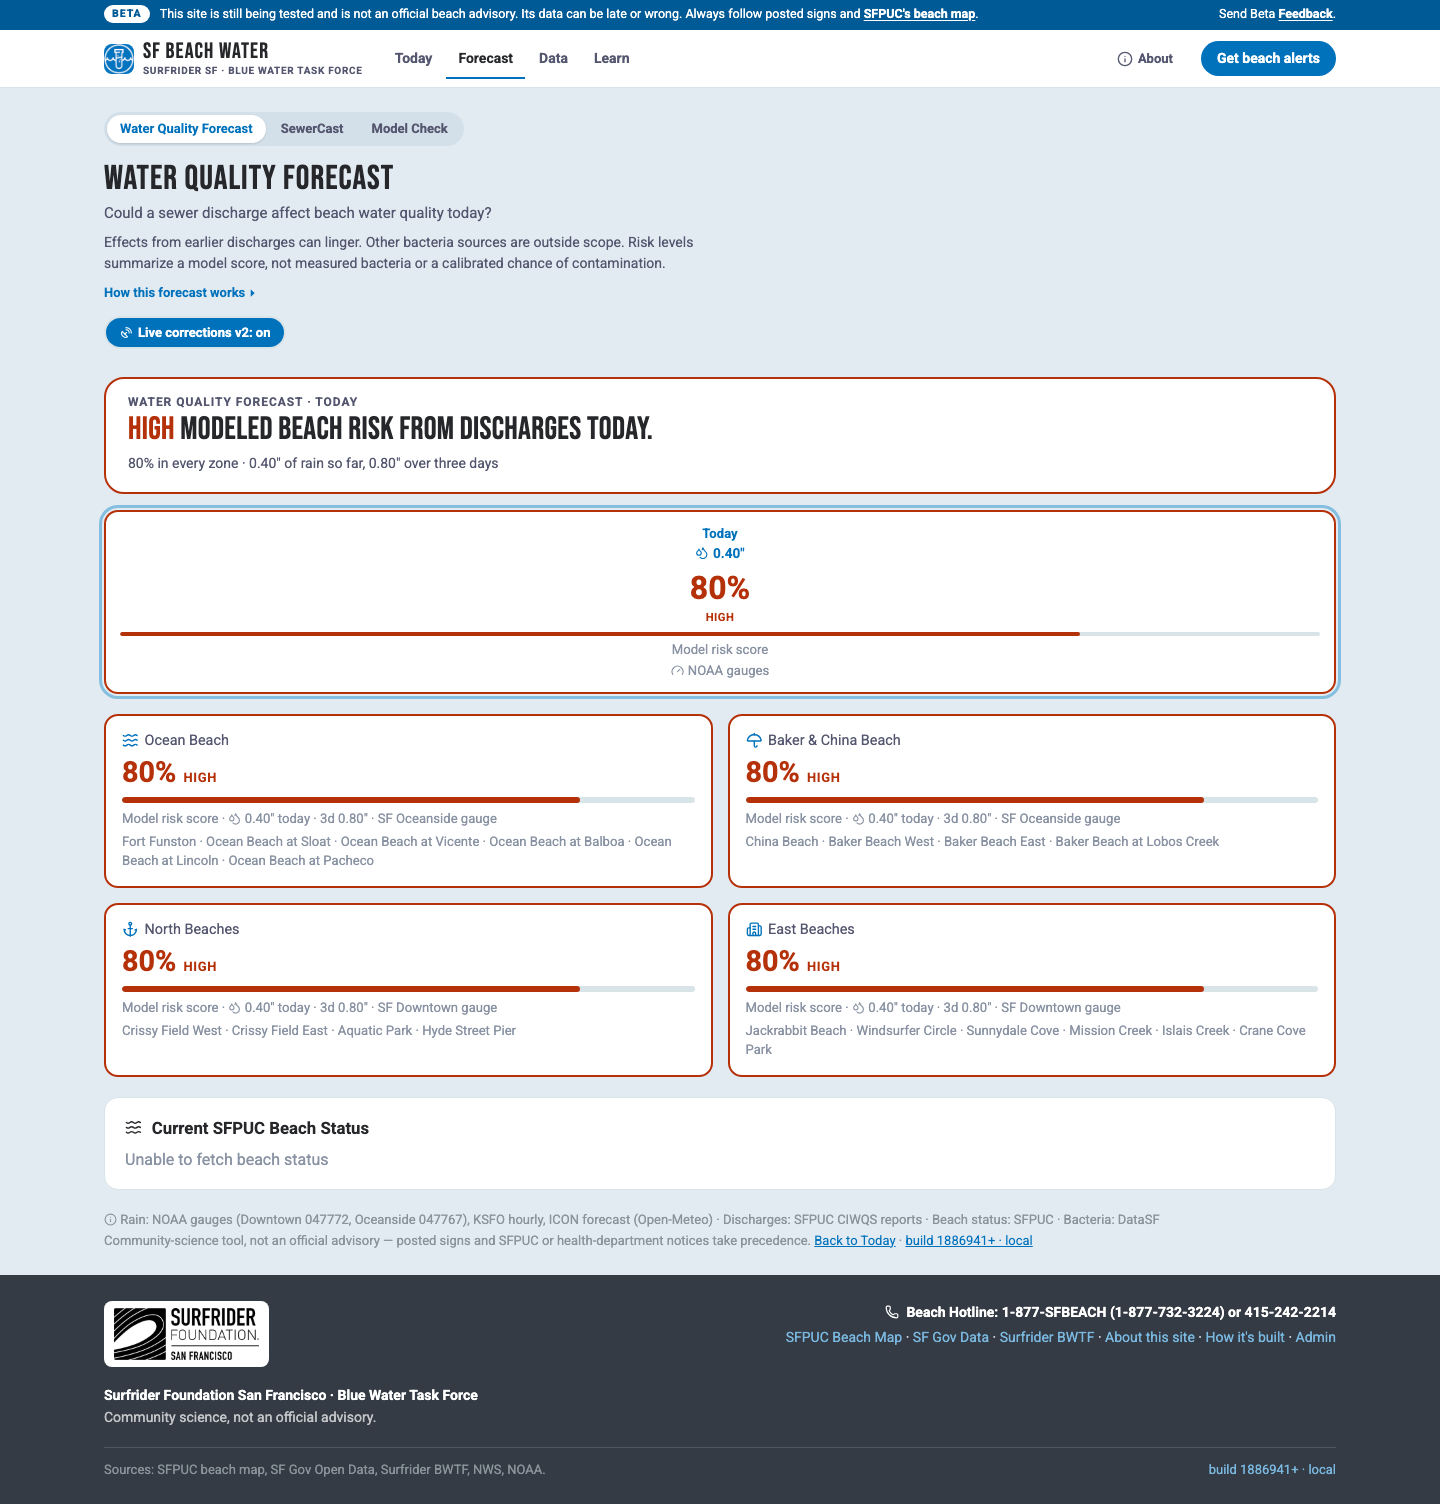 BETA This site is still being tested and is not an official beach advisory. Its data can be late or wrong. Always follow posted signs and SFPUC's beach map. Send Beta Feedback.
SF BEACH WATER
SURFRIDER SF · BLUE WATER TASK FORCE
Today Forecast Data Learn About Get beach alerts
Water Quality Forecast SewerCast Model Check
WATER QUALITY FORECAST
Could a sewer discharge affect beach water quality today?
Effects from earlier discharges can linger. Other bacteria sources are outside scope. Risk levels
summarize a model score, not measured bacteria or a calibrated chance of contamination.
How this forecast works
Live corrections v2: on
WATER QUALITY FORECAST · TODAY
HIGH MODELED BEACH RISK FROM DISCHARGES TODAY.
80% in every zone · 0.40" of rain so far, 0.80" over three days
Today
0.40"
80%
HIGH
Model risk score
NOAA gauges
Ocean Beach
80% HIGH
Model risk score · 0.40" today · 3d 0.80" · SF Oceanside gauge
Fort Funston · Ocean Beach at Sloat · Ocean Beach at Vicente · Ocean Beach at Balboa · Ocean
Beach at Lincoln · Ocean Beach at Pacheco
Baker & China Beach
80% HIGH
Model risk score · 0.40" today · 3d 0.80" · SF Oceanside gauge
China Beach · Baker Beach West · Baker Beach East · Baker Beach at Lobos Creek
North Beaches
80% HIGH
Model risk score · 0.40" today · 3d 0.80" · SF Downtown gauge
Crissy Field West · Crissy Field East · Aquatic Park · Hyde Street Pier
East Beaches
80% HIGH
Model risk score · 0.40" today · 3d 0.80" · SF Downtown gauge
Jackrabbit Beach · Windsurfer Circle · Sunnydale Cove · Mission Creek · Islais Creek · Crane Cove
Park
Current SFPUC Beach Status
Unable to fetch beach status
Rain: NOAA gauges (Downtown 047772, Oceanside 047767), KSFO hourly, ICON forecast (Open-Meteo) · Discharges: SFPUC CIWQS reports · Beach status: SFPUC · Bacteria: DataSF
Community-science tool, not an official advisory — posted signs and SFPUC or health-department notices take precedence. Back to Today · build 1886941+ · local
SURFRIDER
FOUNDATION.
SAN FRANCISCO
Beach Hotline: 1-877-SFBEACH (1-877-732-3224) or 415-242-2214
SFPUC Beach Map · SF Gov Data · Surfrider BWTF · About this site · How it's built · Admin
Surfrider Foundation San Francisco · Blue Water Task Force
Community science, not an official advisory.
Sources: SFPUC beach map, SF Gov Open Data, Surfrider BWTF, NWS, NOAA. build 1886941+ · local